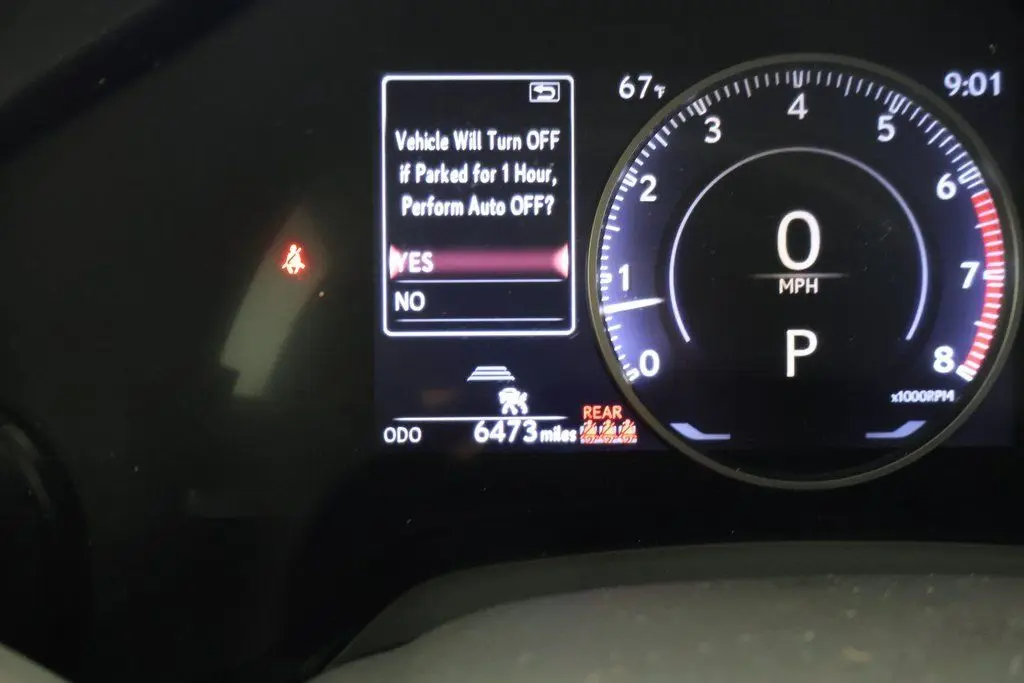 Vehicle Will Turn OFF
if Parked for 1 Hour,
Perform Auto OFF?
YES
NO
ODO 6473 miles
REAR
67°F
9:01
0
1
2
3
4
5
6
7
8
0
MPH
P
x1000RPM